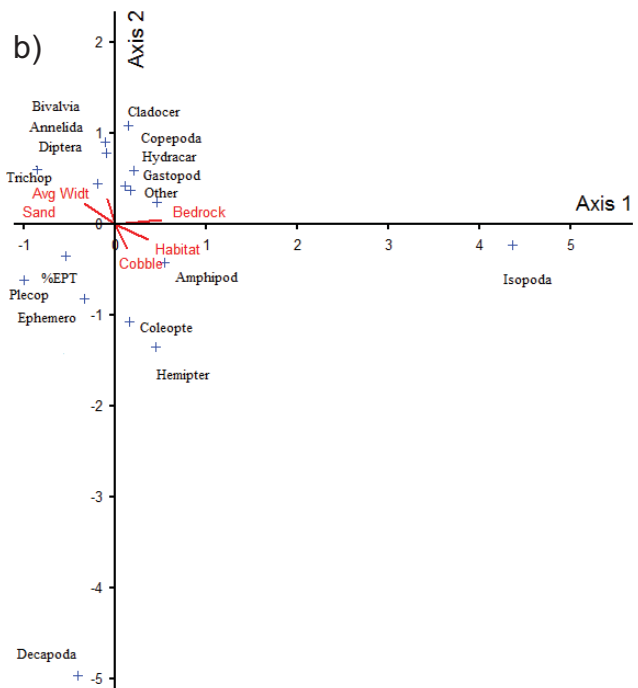 b)
Axis 2
2
Bivalvia
Cladocer
Annelida
1
Copepoda
Diptera
Hydracar
Trichop
Gastopod
Avg Widt
Other
Sand
Bedrock
0
Axis 1
-1
0
1
2
3
4
5
Habitat
Cobble
%EPT
Amphipod
Isopoda
Plecop
Ephemero
-1
Coleopte
Hemipter
-2
-3
-4
Decapoda
-5